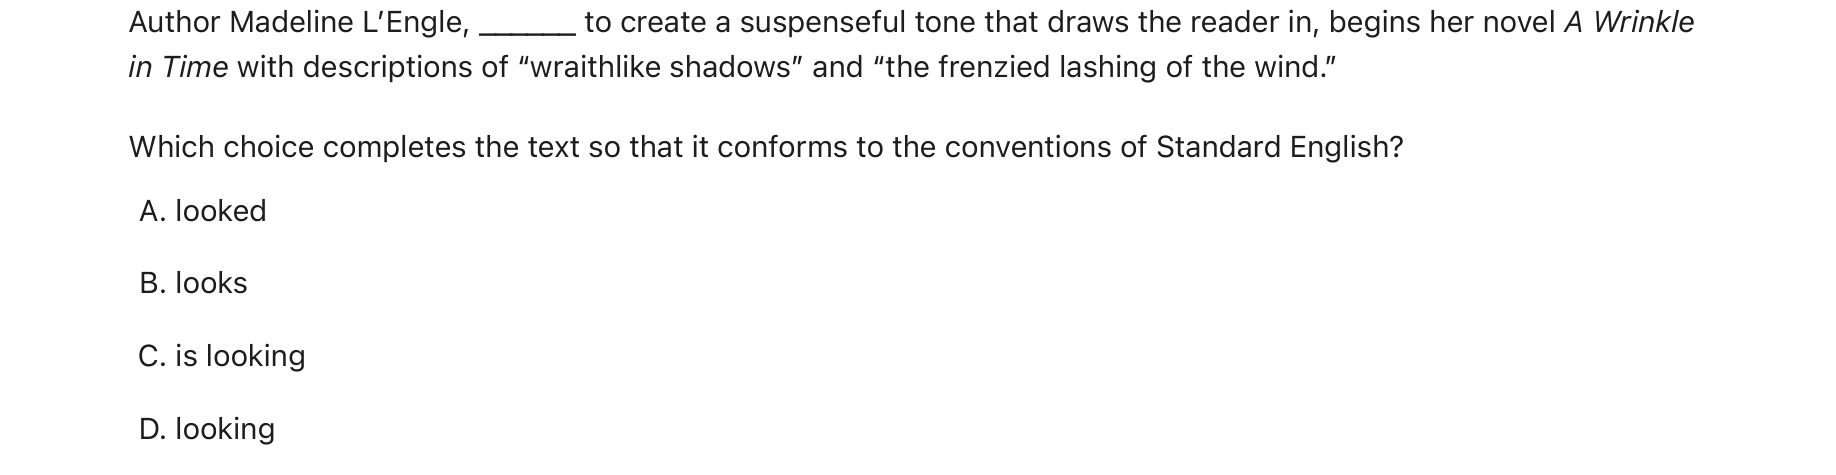 Author Madeline L’Engle, ______ to create a suspenseful tone that draws the reader in, begins her novel A Wrinkle
in Time with descriptions of “wraithlike shadows” and “the frenzied lashing of the wind.”
Which choice completes the text so that it conforms to the conventions of Standard English?
A. looked
B. looks
C. is looking
D. looking